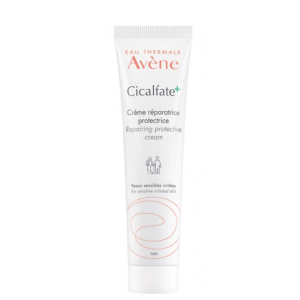 EAU THERMALE
Avène
Cicalfate+
Crème réparatrice
protectrice
Repairing protective
cream
Peaux sensibles irritées
For sensitive irritated skin